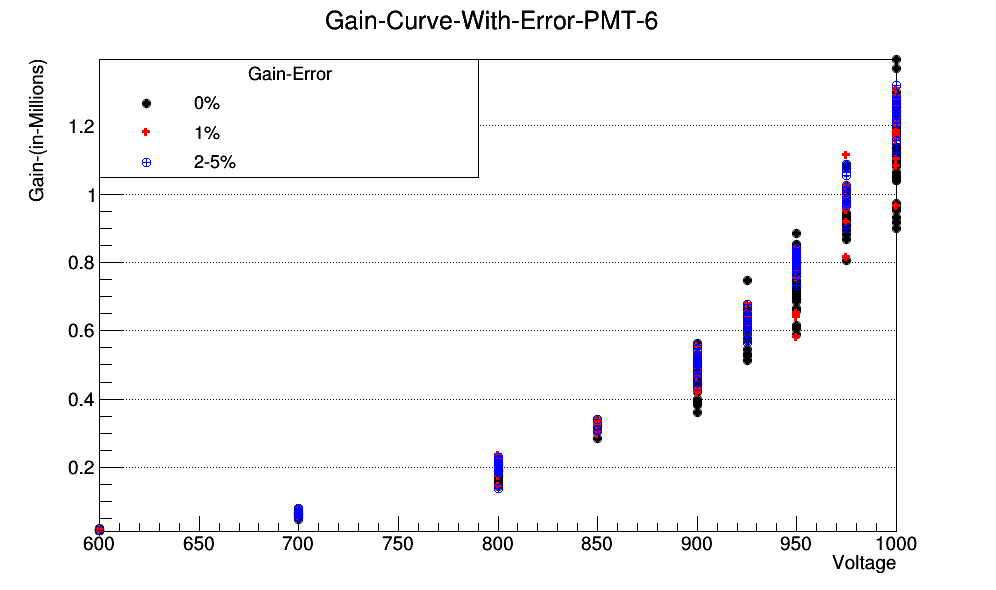 Gain-Curve-With-Error-PMT-6
Gain-(in-Millions)
Gain-Error
0%
1%
2-5%
1.2
1
0.8
0.6
0.4
0.2
600 650 700 750 800 850 900 950 1000
Voltage